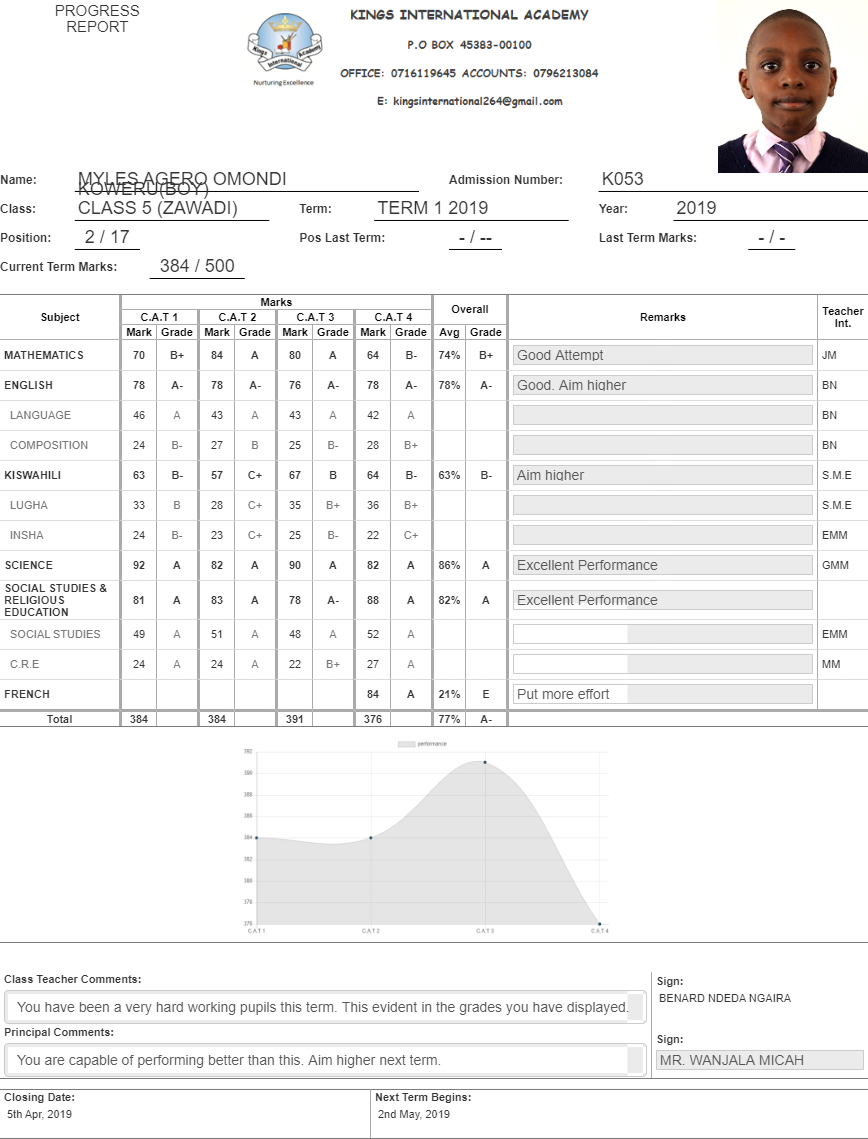 PROGRESS
REPORT
KINGS INTERNATIONAL ACADEMY
P.O BOX 45383-00100
OFFICE: 0716119645 ACCOUNTS: 0796213084
E: kingsinternational264@gmail.com
Kings Academy
International
Nurturing Excellence
Name: MYLES AGERO OMONDI KOWERU(BOY) Admission Number: K053
Class: CLASS 5 (ZAWADI) Term: TERM 1 2019 Year: 2019
Position: 2 / 17 Pos Last Term: - / -- Last Term Marks: - / -
Current Term Marks: 384 / 500
Subject Marks Overall Remarks Teacher Int.
C.A.T 1 C.A.T 2 C.A.T 3 C.A.T 4
Mark Grade Mark Grade Mark Grade Mark Grade Avg Grade
MATHEMATICS 70 B+ 84 A 80 A 64 B- 74% B+ Good Attempt JM
ENGLISH 78 A- 78 A- 76 A- 78 A- 78% A- Good. Aim higher BN
LANGUAGE 46 A 43 A 43 A 42 A BN
COMPOSITION 24 B- 27 B 25 B- 28 B+ BN
KISWAHILI 63 B- 57 C+ 67 B 64 B- 63% B- Aim higher S.M.E
LUGHA 33 B 28 C+ 35 B+ 36 B+ S.M.E
INSHA 24 B- 23 C+ 25 B- 22 C+ EMM
SCIENCE 92 A 82 A 90 A 82 A 86% A Excellent Performance GMM
SOCIAL STUDIES & RELIGIOUS EDUCATION 81 A 83 A 78 A- 88 A 82% A Excellent Performance
SOCIAL STUDIES 49 A 51 A 48 A 52 A EMM
C.R.E 24 A 24 A 22 B+ 27 A MM
FRENCH 84 A 21% E Put more effort
Total 384 384 391 376 77% A-
performance
392
390
388
386
384
382
380
378
376
C.A.T 1 C.A.T 2 C.A.T 3 C.A.T 4
Class Teacher Comments: Sign:
You have been a very hard working pupils this term. This evident in the grades you have displayed. BENARD NDEDA NGAIRA
Principal Comments: Sign:
You are capable of performing better than this. Aim higher next term. MR. WANJALA MICAH
Closing Date: Next Term Begins:
5th Apr, 2019 2nd May, 2019